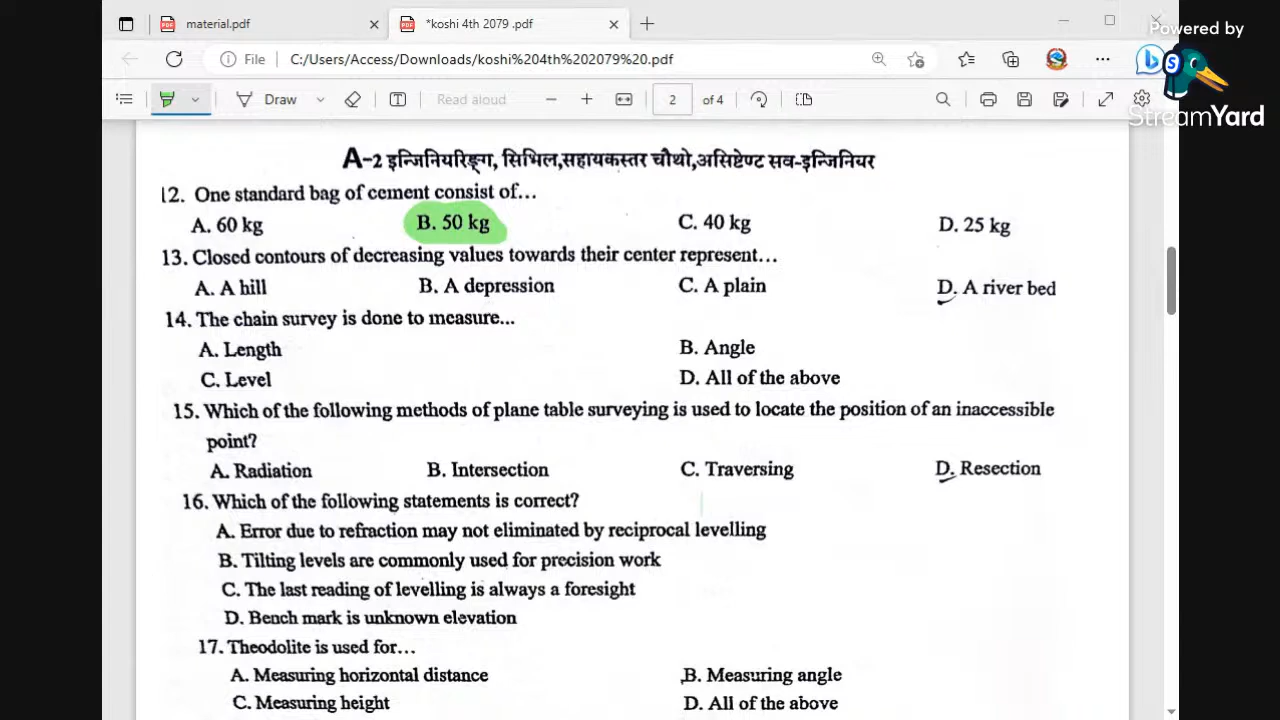 material.pdf
*koshi 4th 2079 .pdf
Powered by
File
C:/Users/Access/Downloads/koshi%204th%202079%20.pdf
Draw
Read aloud
2
of 4
StreamYard
A-2 इन्जिनियरिङ्ग, सिभिल,सहायकस्तर चौथो,असिष्टेण्ट सव-इन्जिनियर
12. One standard bag of cement consist of...
A. 60 kg
B. 50 kg
C. 40 kg
D. 25 kg
13. Closed contours of decreasing values towards their center represent...
A. A hill
B. A depression
C. A plain
D. A river bed
14. The chain survey is done to measure...
A. Length
B. Angle
C. Level
D. All of the above
15. Which of the following methods of plane table surveying is used to locate the position of an inaccessible
point?
A. Radiation
B. Intersection
C. Traversing
D. Resection
16. Which of the following statements is correct?
A. Error due to refraction may not eliminated by reciprocal levelling
B. Tilting levels are commonly used for precision work
C. The last reading of levelling is always a foresight
D. Bench mark is unknown elevation
17. Theodolite is used for...
A. Measuring horizontal distance
B. Measuring angle
C. Measuring height
D. All of the above